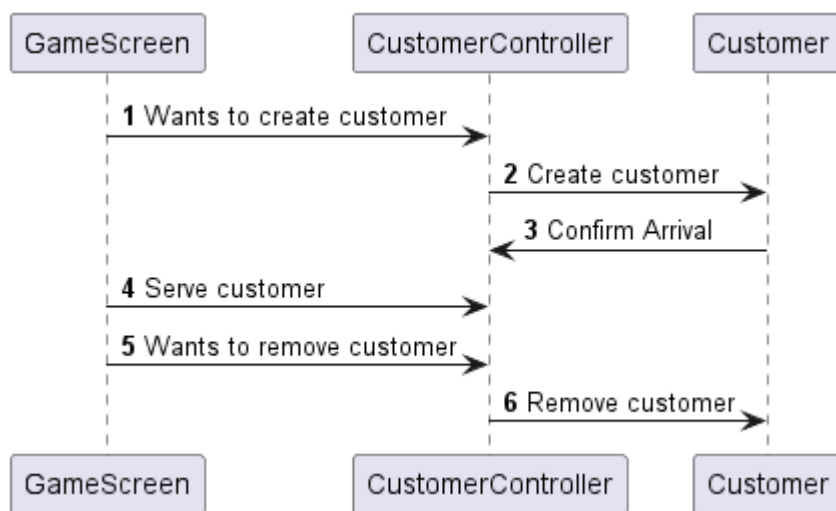 GameScreen CustomerController Customer
1 Wants to create customer
2 Create customer
3 Confirm Arrival
4 Serve customer
5 Wants to remove customer
6 Remove customer
GameScreen CustomerController Customer